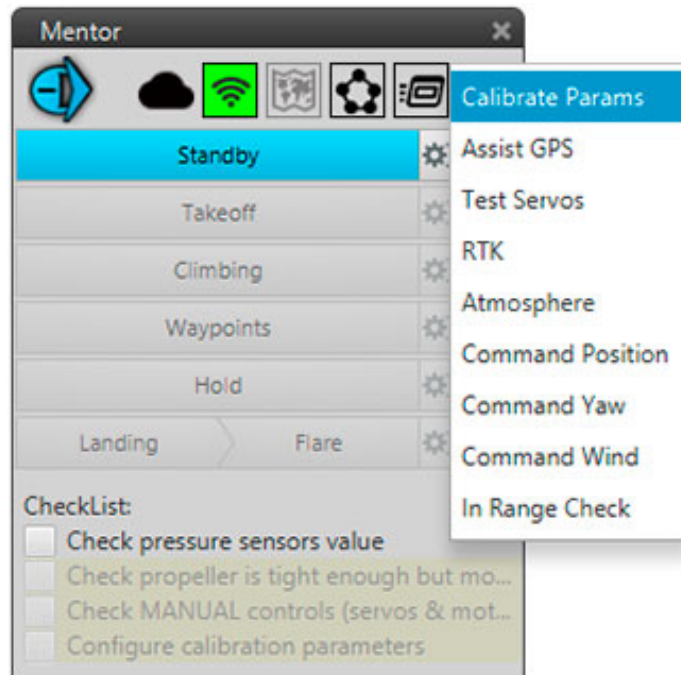 Mentor
Calibrate Params
Assist GPS
Test Servos
RTK
Atmosphere
Command Position
Command Yaw
Command Wind
In Range Check
Standby
Takeoff
Climbing
Waypoints
Hold
Landing Flare
CheckList:
Check pressure sensors value
Check propeller is tight enough but mo...
Check MANUAL controls (servos & mot...
Configure calibration parameters